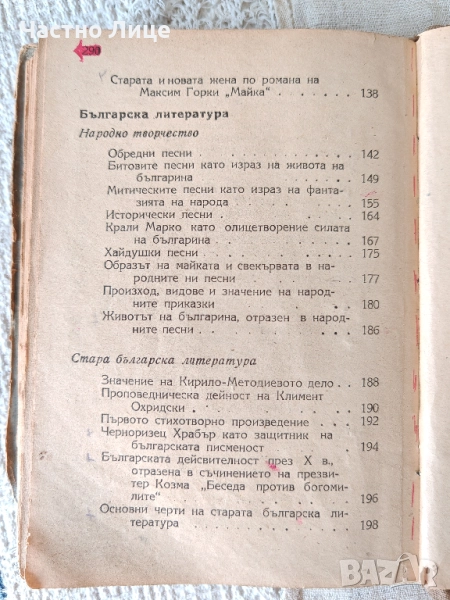 Частно Лице
290
Старата и новата жена по романа на
Максим Горки „Майка“ . . . . . . 138
Българска литература
Народно творчество
Обредни песни . . . . . . . . . . 142
Битовите песни като израз на живота на
българина . . . . . . . . . . . 149
Митическите песни като израз на фанта-
зията на народа . . . . . . . . 155
Исторически песни . . . . . . . . 164
Крали Марко като олицетворение силата
на българина . . . . . . . . . . 167
Хайдушки песни . . . . . . . . . . 175
Образът на майката и свекървата в на-
родните ни песни . . . . . . . . 177
Произход, видове и значение на народ-
ните приказки . . . . . . . . . 180
Животът на българина, отразен в народ-
ните песни . . . . . . . . . . . 186
Стара българска литература
Значение на Кирило-Методиевото дело . . 188
Проповедническа дейност на Климент
Охридски . . . . . . . . . . . . 190
Първото стихотворно произведение . . . 192
Черноризец Храбър като защитник на
българската писменост . . . . . . 194
Българската дейсвителност през X в.,
отразена в съчинението на презви-
тер Козма „Беседа против богоми-
лите“ . . . . . . . . . . . . . 196
Основни черти на старата българска ли-
тература . . . . . . . . . . . . 198
BAZAR